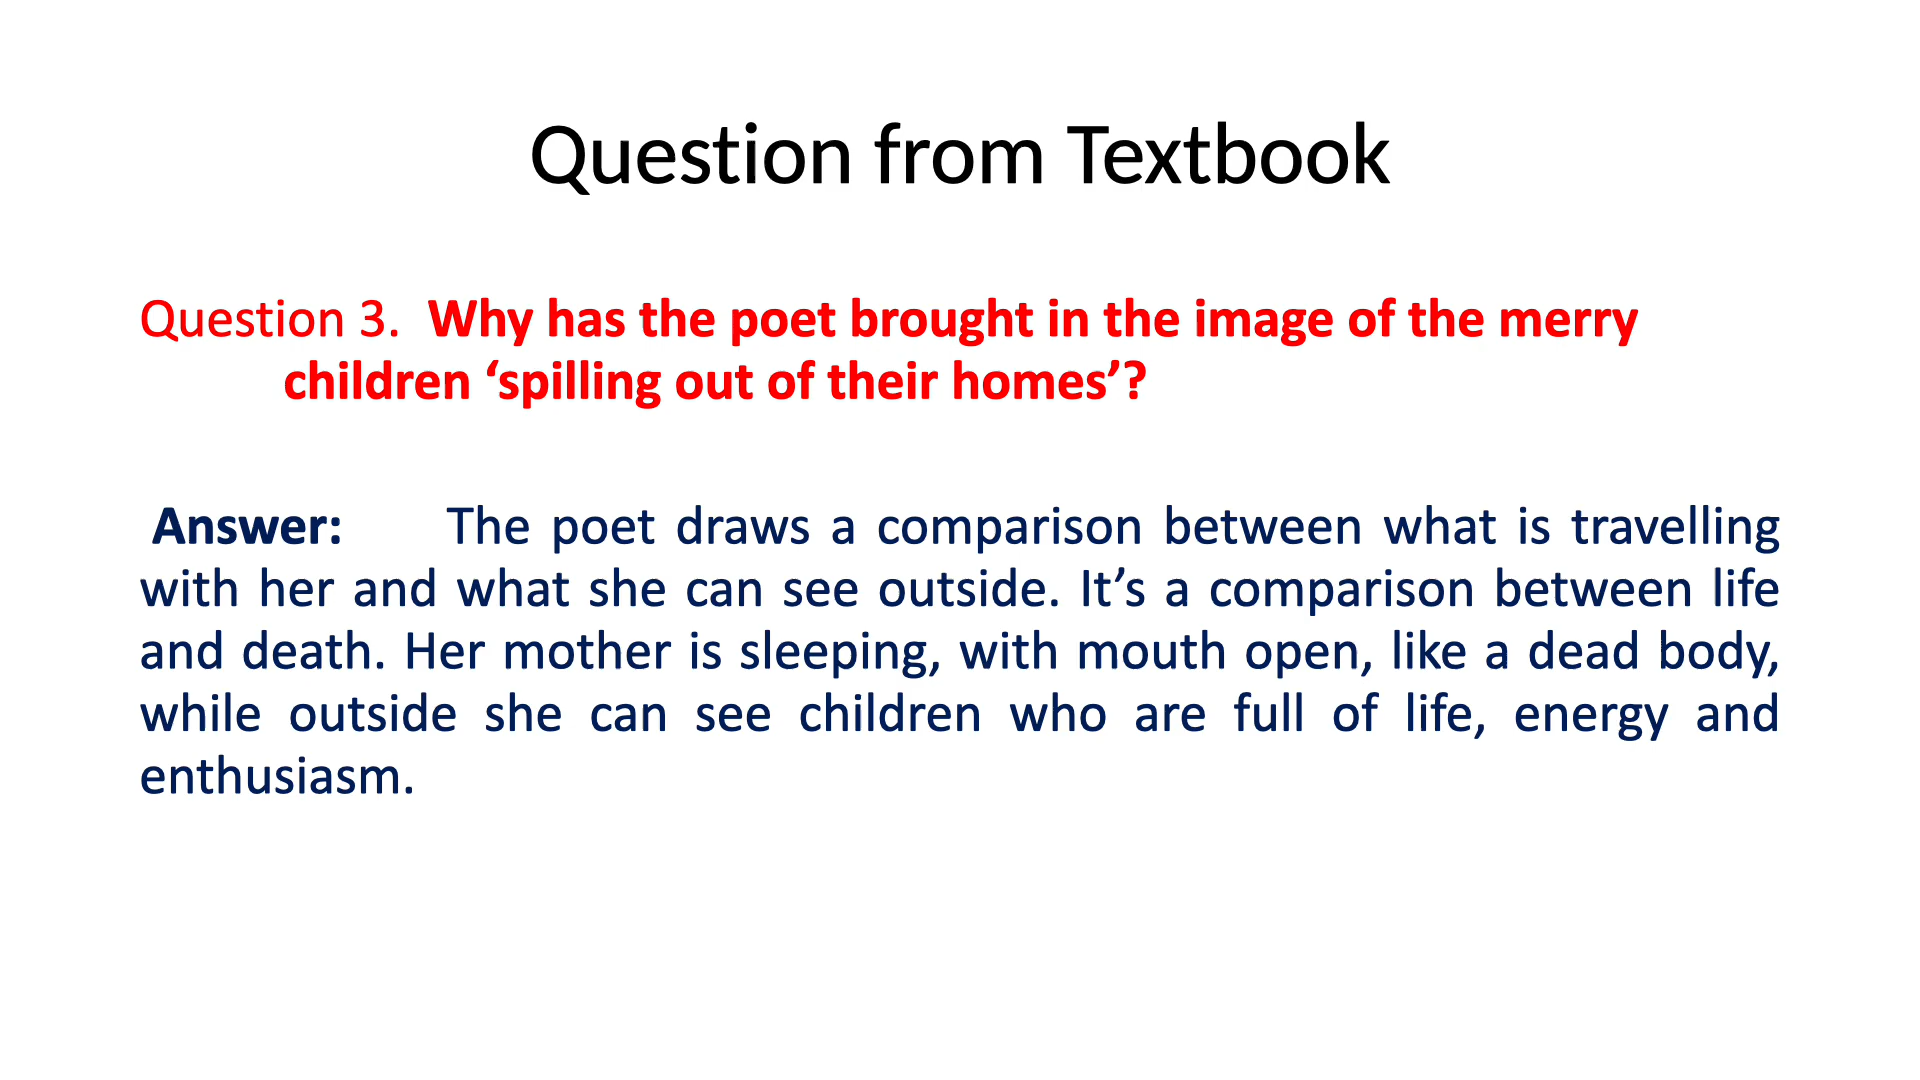 Question from Textbook
Question 3. Why has the poet brought in the image of the merry
children ‘spilling out of their homes’?
Answer: The poet draws a comparison between what is travelling
with her and what she can see outside. It’s a comparison between life
and death. Her mother is sleeping, with mouth open, like a dead body,
while outside she can see children who are full of life, energy and
enthusiasm.